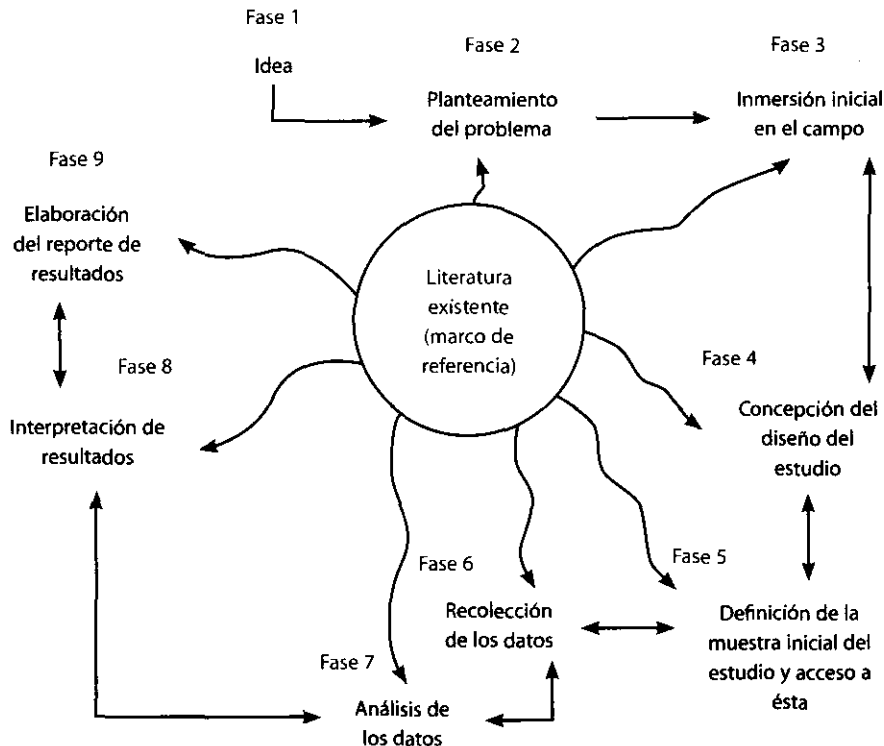 Fase 1
Idea
Fase 2
Planteamiento
del problema
Fase 3
Inmersión inicial
en el campo
Fase 4
Concepción del
diseño del
estudio
Fase 5
Definición de la
muestra inicial del
estudio y acceso a
ésta
Fase 6
Recolección
de los datos
Fase 7
Análisis de
los datos
Fase 8
Interpretación de
resultados
Fase 9
Elaboración
del reporte de
resultados
Literatura
existente
(marco de
referencia)